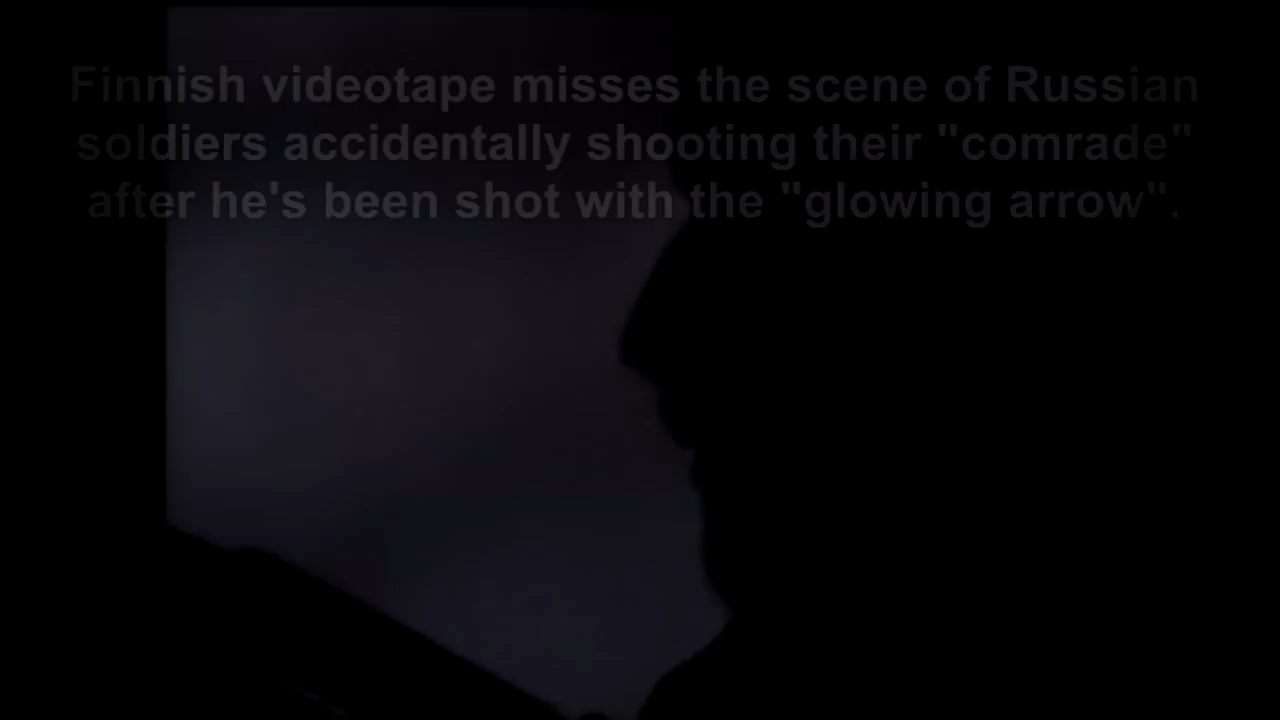 Finnish videotape misses the scene of Russian
soldiers accidentally shooting their "comrade"
after he's been shot with the "glowing arrow".